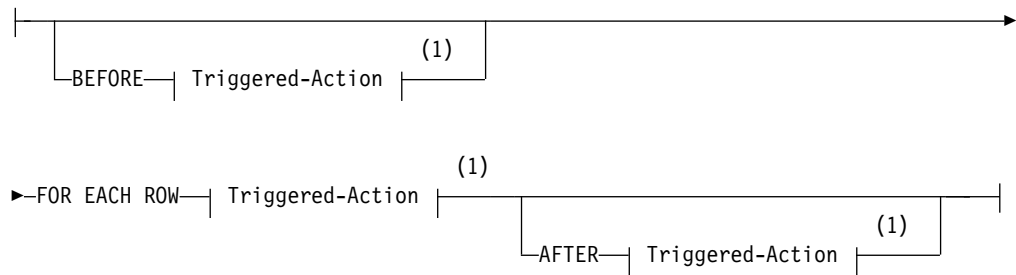 (1)
BEFORE Triggered-Action
(1)
FOR EACH ROW Triggered-Action
(1)
AFTER Triggered-Action